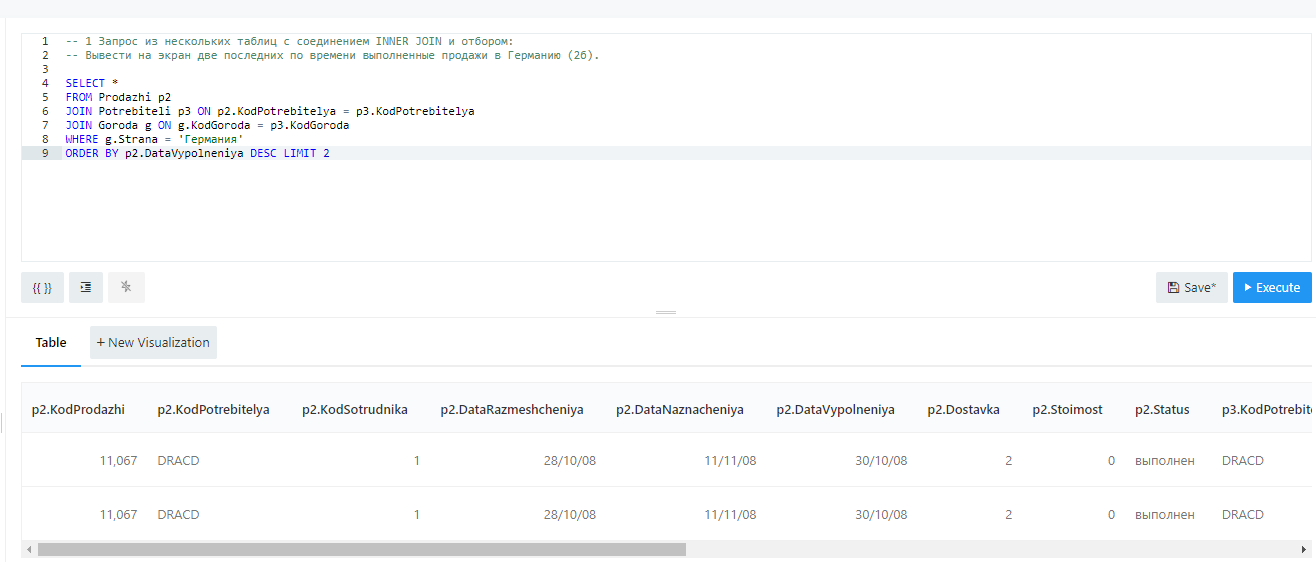 1 -- 1 Запрос из нескольких таблиц с соединением INNER JOIN и отбором:
2 -- Вывести на экран две последних по времени выполненные продажи в Германию (2б).
3
4 SELECT *
5 FROM Prodazhi p2
6 JOIN Potrebiteli p3 ON p2.KodPotrebitelya = p3.KodPotrebitelya
7 JOIN Goroda g ON g.KodGoroda = p3.KodGoroda
8 WHERE g.Strana = 'Германия'
9 ORDER BY p2.DataVypolneniya DESC LIMIT 2
{{ }} Save* Execute
Table + New Visualization
p2.KodProdazhi p2.KodPotrebitelya p2.KodSotrudnika p2.DataRazmeshcheniya p2.DataNaznacheniya p2.DataVypolneniya p2.Dostavka p2.Stoimost p2.Status p3.KodPotrebite
11,067 DRACD 1 28/10/08 11/11/08 30/10/08 2 0 выполнен DRACD
11,067 DRACD 1 28/10/08 11/11/08 30/10/08 2 0 выполнен DRACD